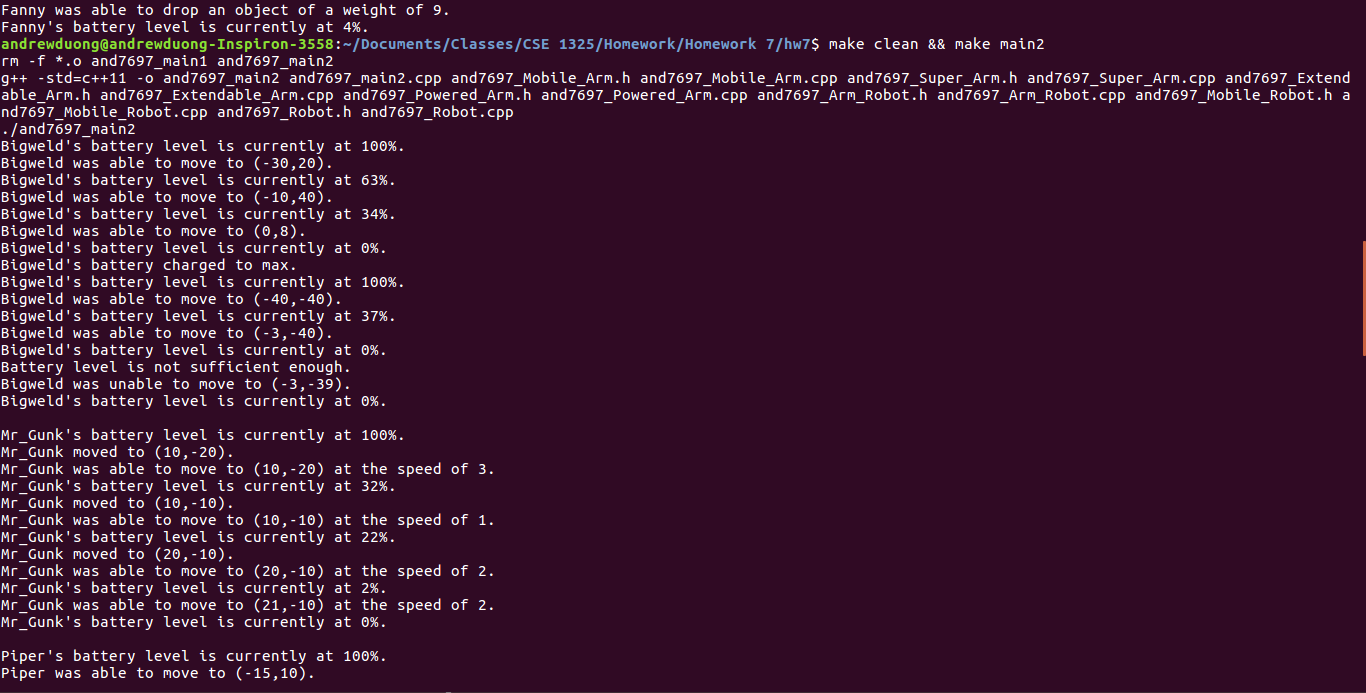 Fanny was able to drop an object of a weight of 9.
Fanny's battery level is currently at 4%.
andrewduong@andrewduong-Inspiron-3558:~/Documents/Classes/CSE 1325/Homework/Homework 7/hw7$ make clean && make main2
rm -f *.o and7697_main1 and7697_main2
g++ -std=c++11 -o and7697_main2 and7697_main2.cpp and7697_Mobile_Arm.h and7697_Mobile_Arm.cpp and7697_Super_Arm.h and7697_Super_Arm.cpp and7697_Extend
able_Arm.h and7697_Extendable_Arm.cpp and7697_Powered_Arm.h and7697_Powered_Arm.cpp and7697_Arm_Robot.h and7697_Arm_Robot.cpp and7697_Mobile_Robot.h a
nd7697_Mobile_Robot.cpp and7697_Robot.h and7697_Robot.cpp
./and7697_main2
Bigweld's battery level is currently at 100%.
Bigweld was able to move to (-30,20).
Bigweld's battery level is currently at 63%.
Bigweld was able to move to (-10,40).
Bigweld's battery level is currently at 34%.
Bigweld was able to move to (0,8).
Bigweld's battery level is currently at 0%.
Bigweld's battery charged to max.
Bigweld's battery level is currently at 100%.
Bigweld was able to move to (-40,-40).
Bigweld's battery level is currently at 37%.
Bigweld was able to move to (-3,-40).
Bigweld's battery level is currently at 0%.
Battery level is not sufficient enough.
Bigweld was unable to move to (-3,-39).
Bigweld's battery level is currently at 0%.

Mr_Gunk's battery level is currently at 100%.
Mr_Gunk moved to (10,-20).
Mr_Gunk was able to move to (10,-20) at the speed of 3.
Mr_Gunk's battery level is currently at 32%.
Mr_Gunk moved to (10,-10).
Mr_Gunk was able to move to (10,-10) at the speed of 1.
Mr_Gunk's battery level is currently at 22%.
Mr_Gunk moved to (20,-10).
Mr_Gunk was able to move to (20,-10) at the speed of 2.
Mr_Gunk's battery level is currently at 2%.
Mr_Gunk was able to move to (21,-10) at the speed of 2.
Mr_Gunk's battery level is currently at 0%.

Piper's battery level is currently at 100%.
Piper was able to move to (-15,10).